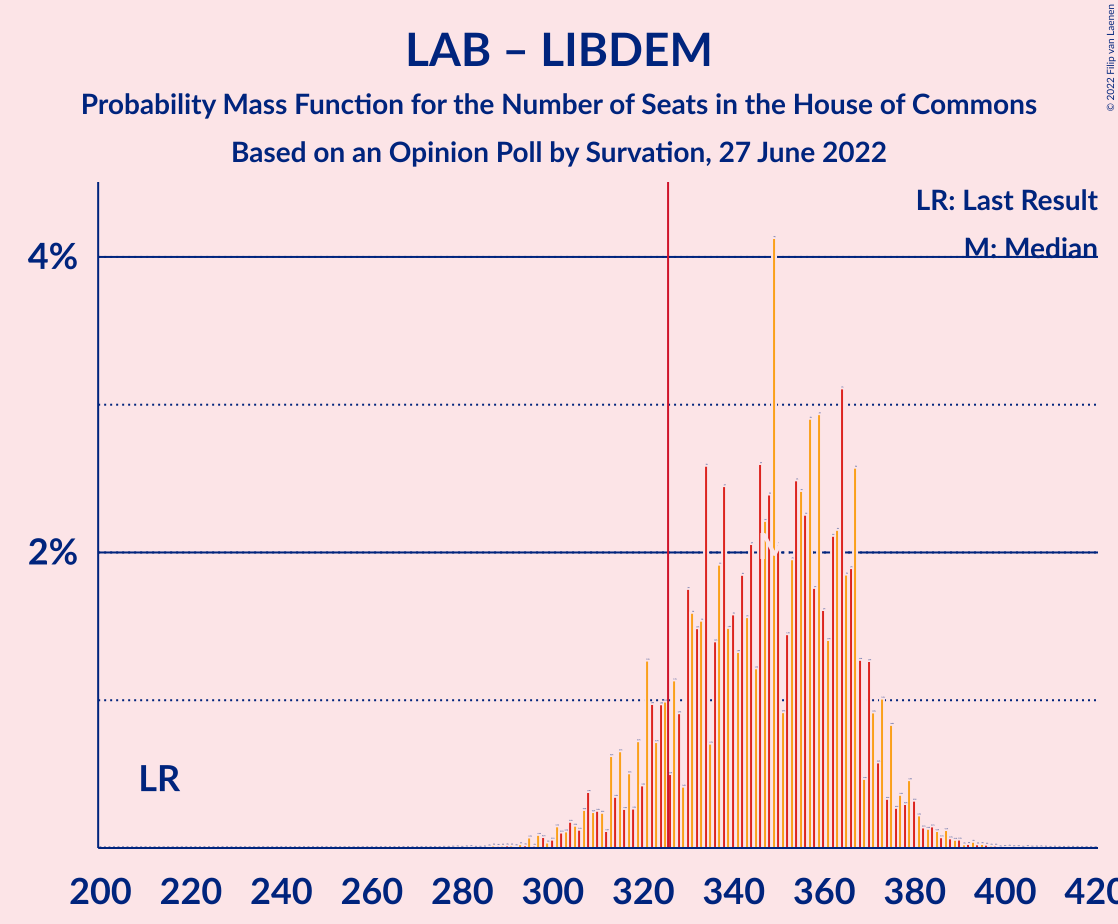 LAB – LIBDEM
Probability Mass Function for the Number of Seats in the House of Commons
Based on an Opinion Poll by Survation, 27 June 2022
© 2022 Filip van Laenen
LR: Last Result
M: Median
4%
2%
LR
200 220 240 260 280 300 320 340 360 380 400 420